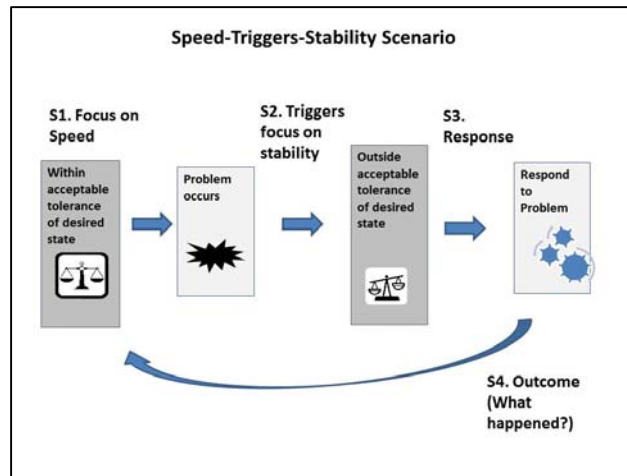 Speed-Triggers-Stability Scenario
S1. Focus on
Speed
S2. Triggers
focus on
stability
S3.
Response
Within
acceptable
tolerance
of desired
state
Problem
occurs
Outside
acceptable
tolerance
of desired
state
Respond
to
Problem
S4. Outcome
(What
happened?)